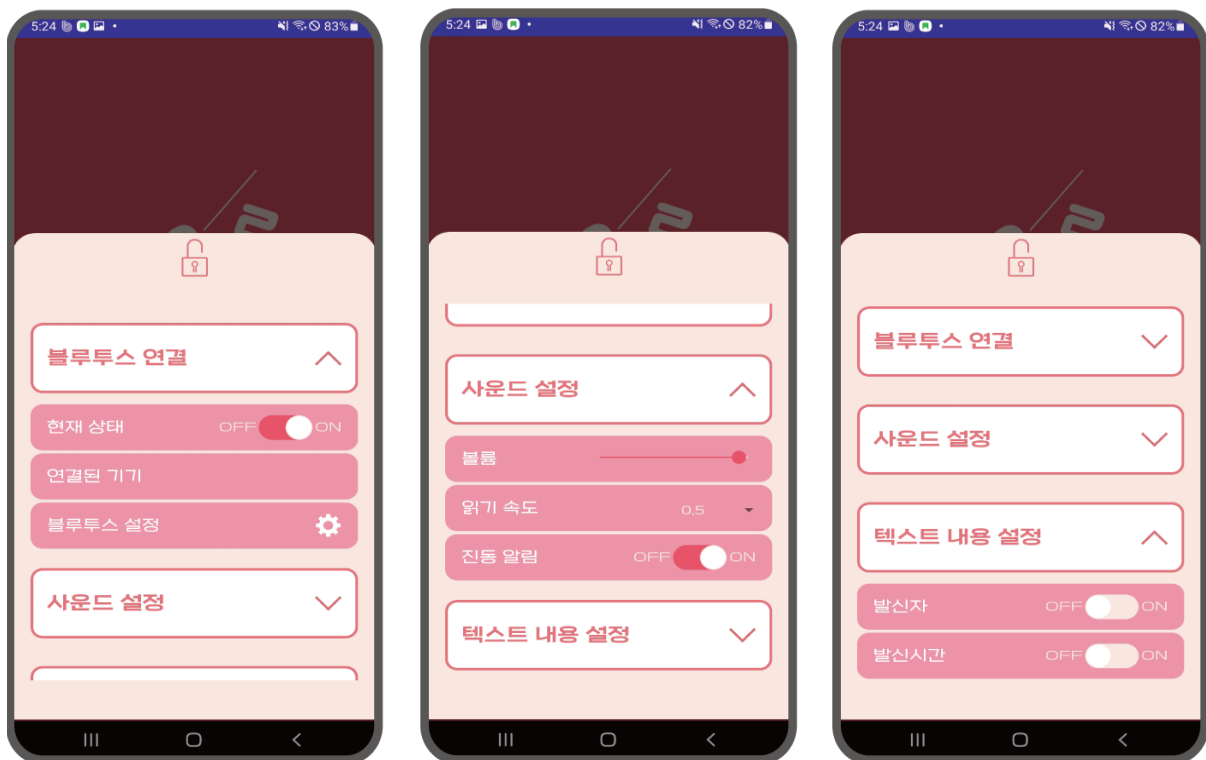 5:24 83%
블루투스 연결
현재 상태 OFF ON
연결된 기기
블루투스 설정
사운드 설정
5:24 82%
사운드 설정
볼륨
읽기 속도 0.5
진동 알림 OFF ON
텍스트 내용 설정
5:24 82%
블루투스 연결
사운드 설정
텍스트 내용 설정
발신자 OFF ON
발신시간 OFF ON